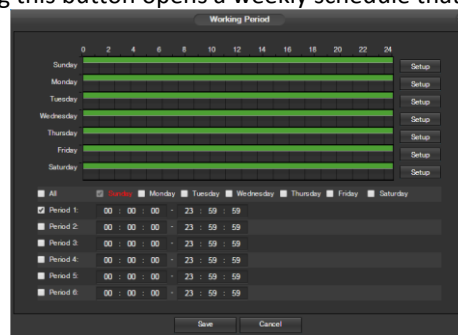 g this button opens a weekly schedule tha
Working Period
0 2 4 6 8 10 12 14 16 18 20 22 24
Sunday Setup
Monday Setup
Tuesday Setup
Wednesday Setup
Thursday Setup
Friday Setup
Saturday Setup
All Sunday Monday Tuesday Wednesday Thursday Friday Saturday
Period 1: 00 : 00 : 00 - 23 : 59 : 59
Period 2: 00 : 00 : 00 - 23 : 59 : 59
Period 3: 00 : 00 : 00 - 23 : 59 : 59
Period 4: 00 : 00 : 00 - 23 : 59 : 59
Period 5: 00 : 00 : 00 - 23 : 59 : 59
Period 6: 00 : 00 : 00 - 23 : 59 : 59
Save Cancel